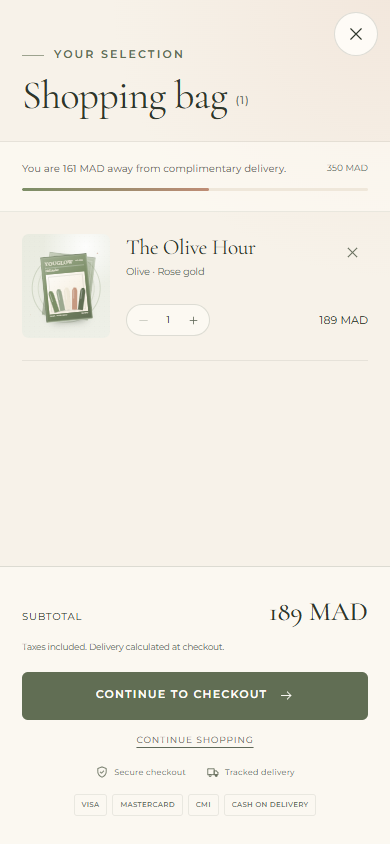 YOUR SELECTION
Shopping bag (1)
You are 161 MAD away from complimentary delivery.
350 MAD
YOUGLOW
The Olive Hour
Olive · Rose gold
1
189 MAD
SUBTOTAL
189 MAD
Taxes included. Delivery calculated at checkout.
CONTINUE TO CHECKOUT →
CONTINUE SHOPPING
Secure checkout
Tracked delivery
VISA
MASTERCARD
CMI
CASH ON DELIVERY